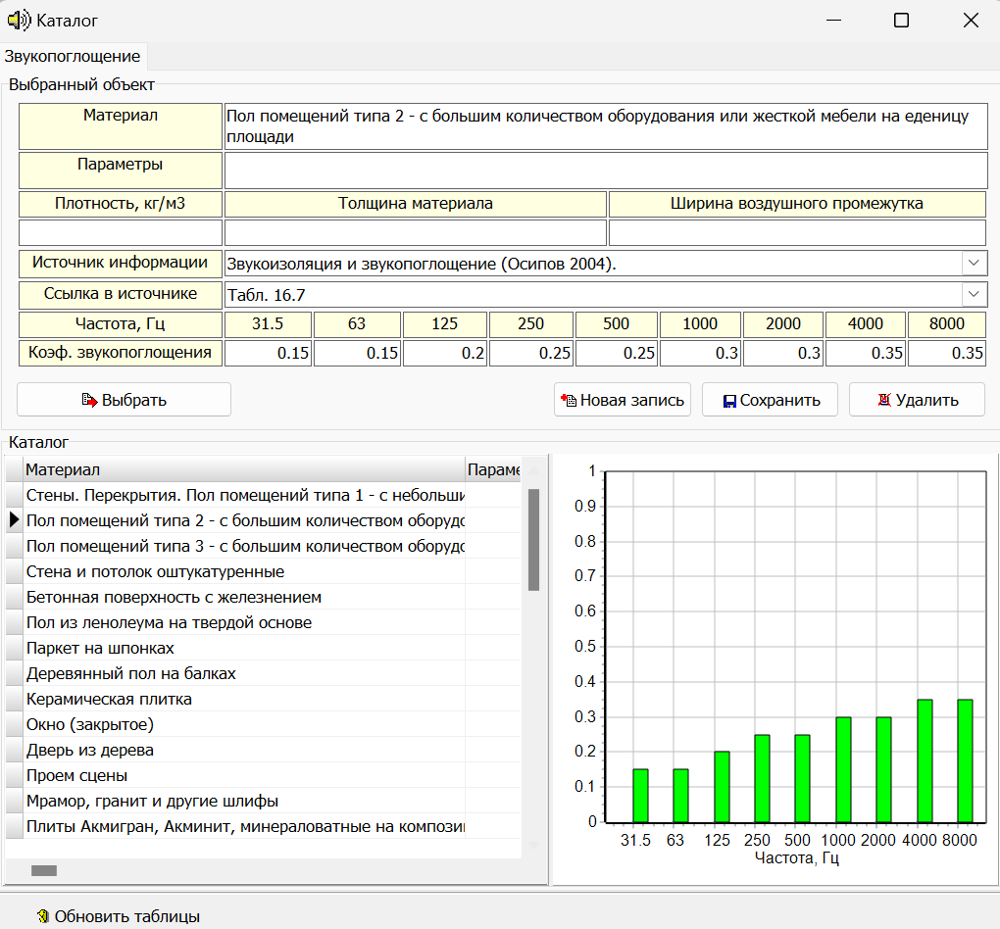 Каталог
Звукопоглощение
Выбранный объект
Материал
Пол помещений типа 2 - с большим количеством оборудования или жесткой мебели на еденицу
площади
Параметры
Плотность, кг/м3 Толщина материала Ширина воздушного промежутка
Источник информации Звукоизоляция и звукопоглощение (Осипов 2004).
Ссылка в источнике Табл. 16.7
Частота, Гц 31.5 63 125 250 500 1000 2000 4000 8000
Коэф. звукопоглощения 0.15 0.15 0.2 0.25 0.25 0.3 0.3 0.35 0.35
Выбрать Новая запись Сохранить Удалить
Каталог
Материал Параме
Стены. Перекрытия. Пол помещений типа 1 - с небольши
Пол помещений типа 2 - с большим количеством оборудо
Пол помещений типа 3 - с большим количеством оборудо
Стена и потолок оштукатуренные
Бетонная поверхность с железнением
Пол из ленолеума на твердой основе
Паркет на шпонках
Деревянный пол на балках
Керамическая плитка
Окно (закрытое)
Дверь из дерева
Проем сцены
Мрамор, гранит и другие шлифы
Плиты Акмигран, Акминит, минераловатные на композиц
1
0.9
0.8
0.7
0.6
0.5
0.4
0.3
0.2
0.1
0
31.5 63 125 250 500 1000 2000 4000 8000
Частота, Гц
Обновить таблицы